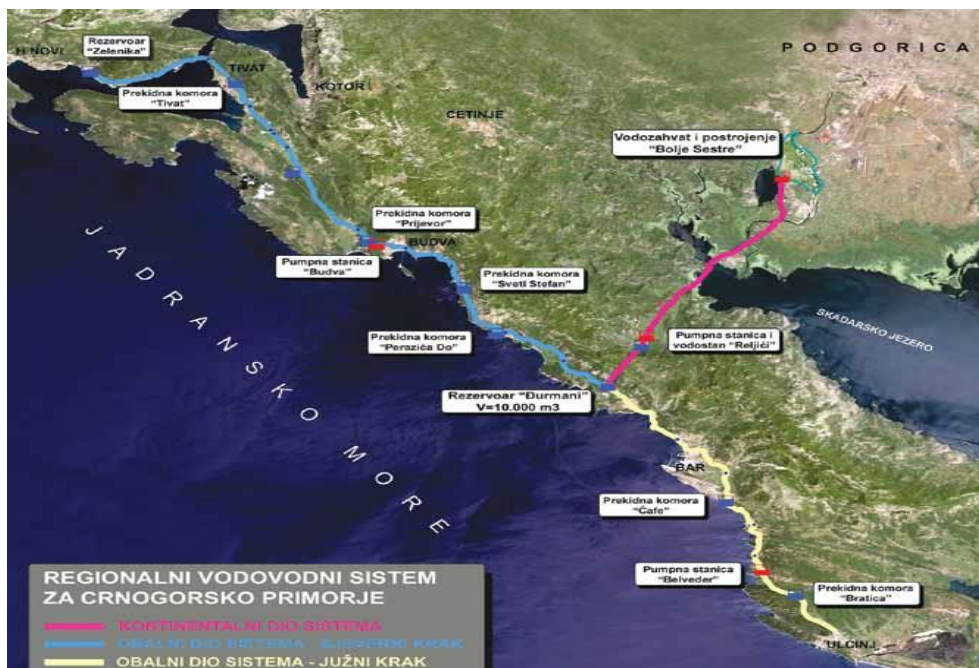 H.NOVI
Rezervoar
"Zelenika"
TIVAT
Prekidna komora
"Tivat"
KOTOR
CETINJE
PODGORICA
Vodozahvat i postrojenje
"Bolje Sestre"
Prekidna komora
"Prijevor"
BUDVA
Pumpna stanica
"Budva"
Prekidna komora
"Sveti Stefan"
Prekidna komora
"Perazića Do"
SKADARSKO JEZERO
Pumpna stanica i
vodostan "Reljići"
Rezervoar "Đurmani"
V=10.000 m3
JADRANSKO MORE
BAR
Prekidna komora
"Ćafe"
Pumpna stanica
"Belveder"
Prekidna komora
"Bratica"
ULCINJ
REGIONALNI VODOVODNI SISTEM
ZA CRNOGORSKO PRIMORJE
KONTINENTALNI DIO SISTEMA
OBALNI DIO SISTEMA - SJEVERNI KRAK
OBALNI DIO SISTEMA - JUŽNI KRAK